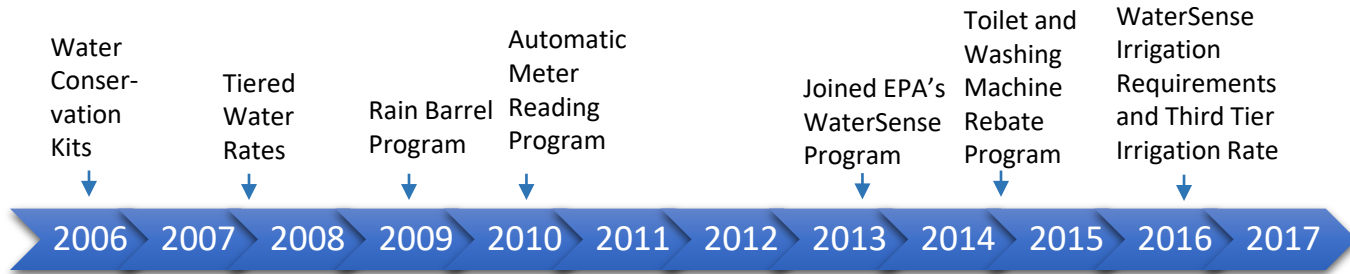 Water
Conser-
vation
Kits
Tiered
Water
Rates
Rain Barrel
Program
Automatic
Meter
Reading
Program
Joined EPA's
WaterSense
Program
Toilet and
Washing
Machine
Rebate
Program
WaterSense
Irrigation
Requirements
and Third Tier
Irrigation Rate
2006 2007 2008 2009 2010 2011 2012 2013 2014 2015 2016 2017